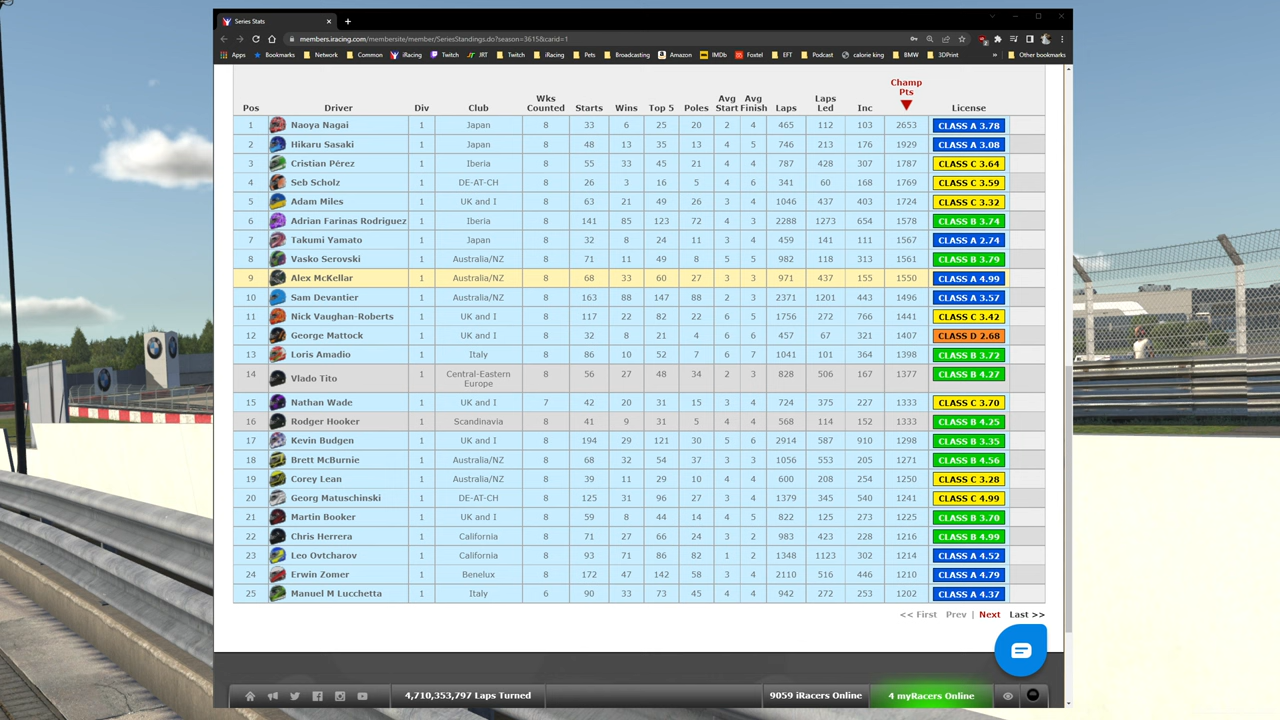 Series Stats
members.iracing.com/membersite/member/SeriesStandings.do?season=3615&carid=1
Apps Bookmarks Network Common iRacing Twitch JRT Twitch iRacing Pets Broadcasting Amazon IMDb Foxtel EFT Podcast calorie king BMW 3DPrint » Other bookmarks
Pos Driver Div Club Wks Counted Starts Wins Top 5 Poles Avg Start Avg Finish Laps Laps Led Inc Champ Pts License
1 Naoya Nagai 1 Japan 8 33 6 25 20 2 4 465 112 103 2653 CLASS A 3.78
2 Hikaru Sasaki 1 Japan 8 48 13 35 13 4 5 746 213 176 1929 CLASS A 3.08
3 Cristian Pérez 1 Iberia 8 55 33 45 21 4 4 787 428 307 1787 CLASS C 3.64
4 Seb Scholz 1 DE-AT-CH 8 26 3 16 5 4 6 341 60 168 1769 CLASS C 3.59
5 Adam Miles 1 UK and I 8 63 21 49 26 3 4 1046 437 403 1724 CLASS C 3.32
6 Adrian Farinas Rodriguez 1 Iberia 8 141 85 123 72 4 3 2288 1273 654 1578 CLASS B 3.74
7 Takumi Yamato 1 Japan 8 32 8 24 11 3 4 459 141 111 1567 CLASS A 2.74
8 Vasko Serovski 1 Australia/NZ 8 71 11 49 8 5 5 982 118 313 1561 CLASS B 3.79
9 Alex McKellar 1 Australia/NZ 8 68 33 60 27 3 3 971 437 155 1550 CLASS A 4.99
10 Sam Devantier 1 Australia/NZ 8 163 88 147 88 2 3 2371 1201 443 1496 CLASS A 3.57
11 Nick Vaughan-Roberts 1 UK and I 8 117 22 82 22 6 5 1756 272 766 1441 CLASS C 3.42
12 George Mattock 1 UK and I 8 32 8 21 4 6 6 457 67 321 1407 CLASS D 2.68
13 Loris Amadio 1 Italy 8 86 10 52 7 6 7 1041 101 364 1398 CLASS B 3.72
14 Vlado Tito 1 Central-Eastern Europe 8 56 27 48 34 2 3 828 506 167 1377 CLASS B 4.27
15 Nathan Wade 1 UK and I 7 42 20 31 15 3 4 724 375 227 1333 CLASS C 3.70
16 Rodger Hooker 1 Scandinavia 8 41 9 31 5 4 4 568 114 152 1333 CLASS B 4.25
17 Kevin Budgen 1 UK and I 8 194 29 121 30 5 5 2914 587 910 1298 CLASS B 3.35
18 Brett McBurnie 1 Australia/NZ 8 68 32 54 37 3 3 1056 553 205 1271 CLASS B 4.56
19 Corey Lean 1 Australia/NZ 8 39 11 29 10 4 4 600 208 254 1250 CLASS C 3.28
20 Georg Matuschinski 1 DE-AT-CH 8 125 31 96 27 3 4 1379 345 540 1241 CLASS C 4.99
21 Martin Booker 1 UK and I 8 59 8 44 14 4 5 822 125 273 1225 CLASS B 3.70
22 Chris Herrera 1 California 8 71 27 66 24 3 2 983 423 228 1216 CLASS B 4.99
23 Leo Ovtcharov 1 California 8 93 71 86 82 1 2 1348 1123 302 1214 CLASS A 4.52
24 Erwin Zomer 1 Benelux 8 172 47 142 58 3 4 2110 516 446 1210 CLASS A 4.79
25 Manuel M Lucchetta 1 Italy 6 90 33 73 45 4 4 942 272 253 1202 CLASS A 4.37
<< First Prev | Next Last >>
4,710,353,797 Laps Turned 9059 iRacers Online 4 myRacers Online